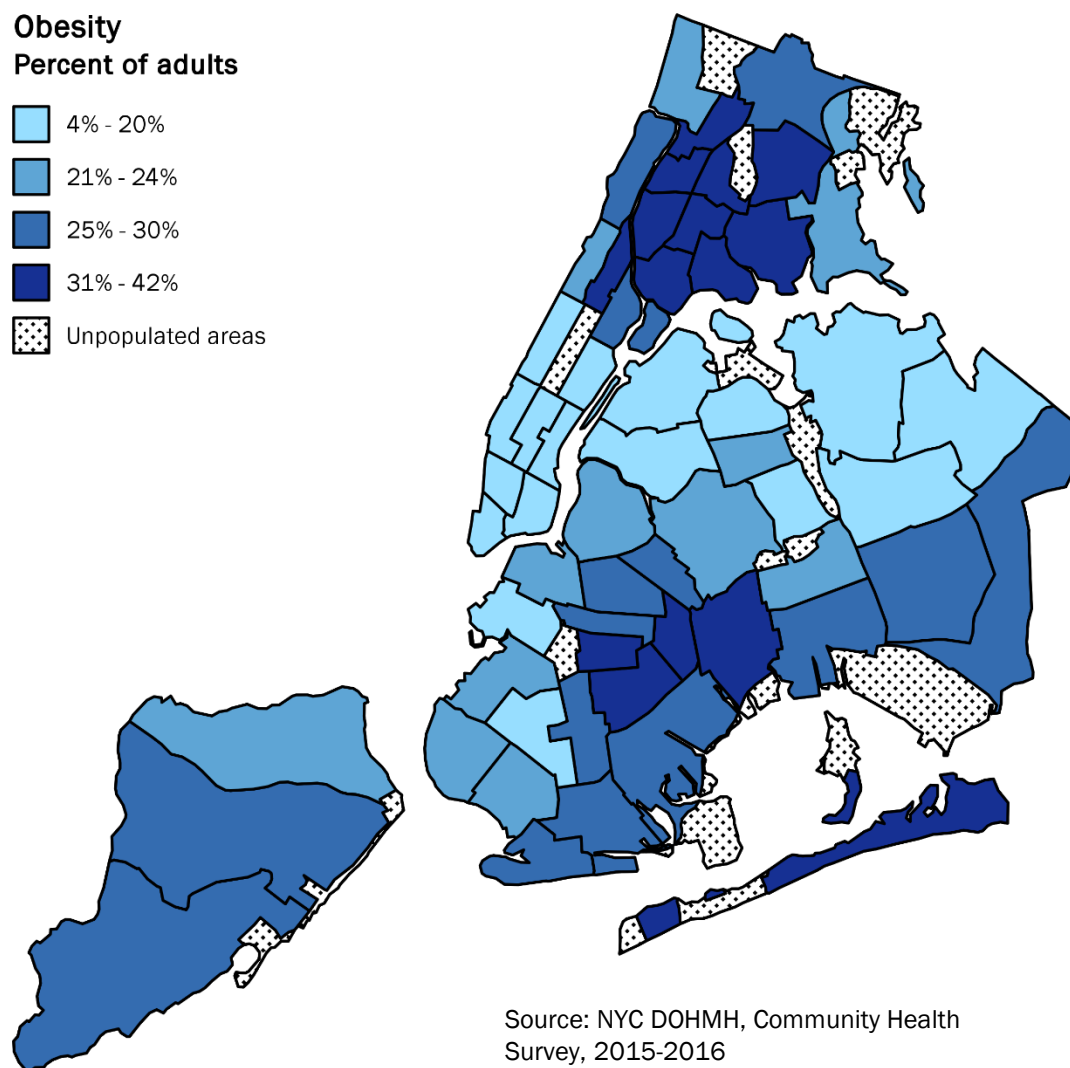 Obesity
Percent of adults
4% - 20%
21% - 24%
25% - 30%
31% - 42%
Unpopulated areas
Source: NYC DOHMH, Community Health
Survey, 2015-2016